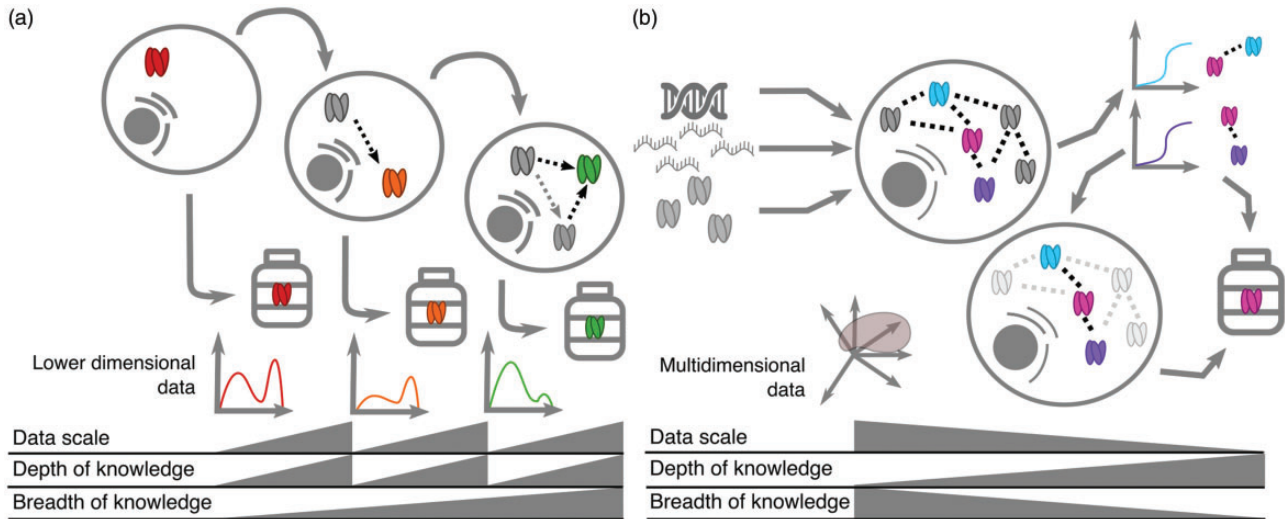 (a)
Lower dimensional
data
Data scale
Depth of knowledge
Breadth of knowledge
(b)
Multidimensional
data
Data scale
Depth of knowledge
Breadth of knowledge